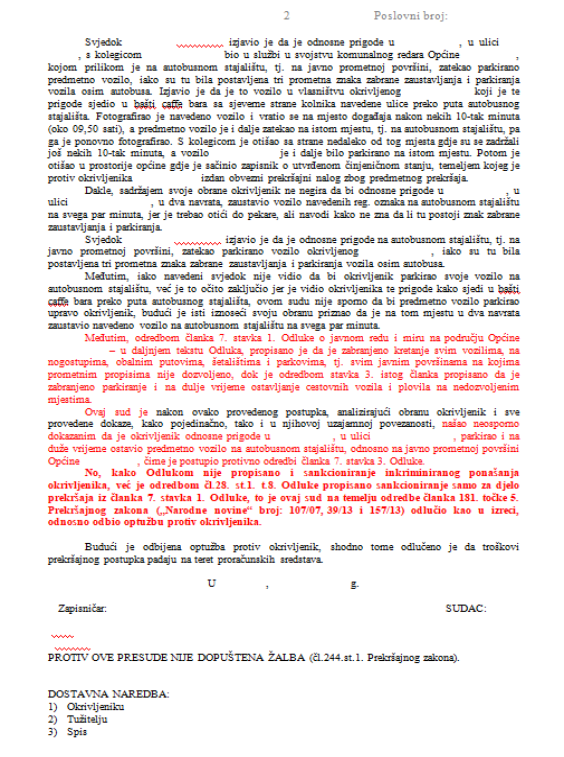 2 Poslovni broj:
Svjedok izjavio je da je odnosne prigode u , u ulici
, s kolegicom bio u službi u svojstvu komunalnog redara Općine ,
kojom prilikom je na autobusnom stajalištu, tj. na javno prometnoj površini, zatekao parkirano
predmetno vozilo, iako su tu bila postavljena tri prometna znaka zabrane zaustavljanja i parkiranja
vozila osim autobusa. Izjavio je da je to vozilo u vlasništvu okrivljenog koji je te
prigode sjedio u bašti caffe bara sa sjeverne strane kolnika navedene ulice preko puta autobusnog
stajališta. Fotografirao je navedeno vozilo i vratio se na mjesto događaja nakon nekih 10-tak minuta
(oko 09,50 sati), a predmetno vozilo je i dalje zatekao na istom mjestu, tj. na autobusnom stajalištu, pa
ga je ponovno fotografirao. S kolegicom je otišao sa strane nedaleko od tog mjesta gdje su se zadržali
još nekih 10-tak minuta, a vozilo je i dalje bilo parkirano na istom mjestu. Potom je
otišao u prostorije općine gdje je sačinio zapisnik o utvrđenom činjeničnom stanju, temeljem kojeg je
protiv okrivljenika izdan obvezni prekršajni nalog zbog predmetnog prekršaja.
Dakle, sadržajem svoje obrane okrivljenik ne negira da bi odnosne prigode u , u
ulici , u dva navrata, zaustavio vozilo navedenih reg. oznaka na autobusnom stajalištu
na svega par minuta, jer je trebao otići do pekare, ali navodi kako ne zna da li tu postoji znak zabrane
zaustavljanja i parkiranja.
Svjedok izjavio je da je odnosne prigode na autobusnom stajalištu, tj. na
javno prometnoj površini, zatekao parkirano vozilo okrivljenog , iako su tu bila
postavljena tri prometna znaka zabrane zaustavljanja i parkiranja vozila osim autobusa.
Međutim, iako navedeni svjedok nije vidio da bi okrivljenik parkirao svoje vozilo na
autobusnom stajalištu, već je to očito zaključio jer je vidio okrivljenika te prigode kako sjedi u bašti
caffe bara preko puta autobusnog stajališta, ovom sudu nije sporno da bi predmetno vozilo parkirao
upravo okrivljenik, budući je isti iznoseći svoju obranu priznao da je na tom mjestu u dva navrata
zaustavio navedeno vozilo na autobusnom stajalištu na svega par minuta.
Međutim, odredbom članka 7. stavka 1. Odluke o javnom redu i miru na području Općine
– u daljnjem tekstu Odluka, propisano je da je zabranjeno kretanje svim vozilima, na
nogostupima, obalnim putovima, šetalištima i parkovima, tj. svim javnim površinama na kojima
prometnim propisima nije dozvoljeno, dok je odredbom stavka 3. istog članka propisano da je
zabranjeno parkiranje i na dulje vrijeme ostavljanje cestovnih vozila i plovila na nedozvoljenim
mjestima.
Ovaj sud je nakon ovako provedenog postupka, analizirajući obranu okrivljenik i sve
provedene dokaze, kako pojedinačno, tako i u njihovoj uzajamnoj povezanosti, našao neosporno
dokazanim da je okrivljenik odnosne prigode u , u ulici , parkirao i na
duže vrijeme ostavio predmetno vozilo na autobusnom stajalištu, odnosno na javno prometnoj površini
Općine , čime je postupio protivno odredbi članka 7. stavka 3. Odluke.
No, kako Odlukom nije propisano i sankcioniranje inkriminiranog ponašanja
okrivljenika, već je odredbom čl.28. st.1. t.8. Odluke propisano sankcioniranje samo za djelo
prekršaja iz članka 7. stavka 1. Odluke, to je ovaj sud na temelju odredbe članka 181. točke 5.
Prekršajnog zakona („Narodne novine“ broj: 107/07, 39/13 i 157/13) odlučio kao u izreci,
odnosno odbio optužbu protiv okrivljenika.
Budući je odbijena optužba protiv okrivljenik, shodno tome odlučeno je da troškovi
prekršajnog postupka padaju na teret proračunskih sredstava.
U , g.
Zapisničar: SUDAC:
PROTIV OVE PRESUDE NIJE DOPUŠTENA ŽALBA (čl.244.st.1. Prekršajnog zakona).
DOSTAVNA NAREDBA:
1) Okrivljeniku
2) Tužitelju
3) Spis